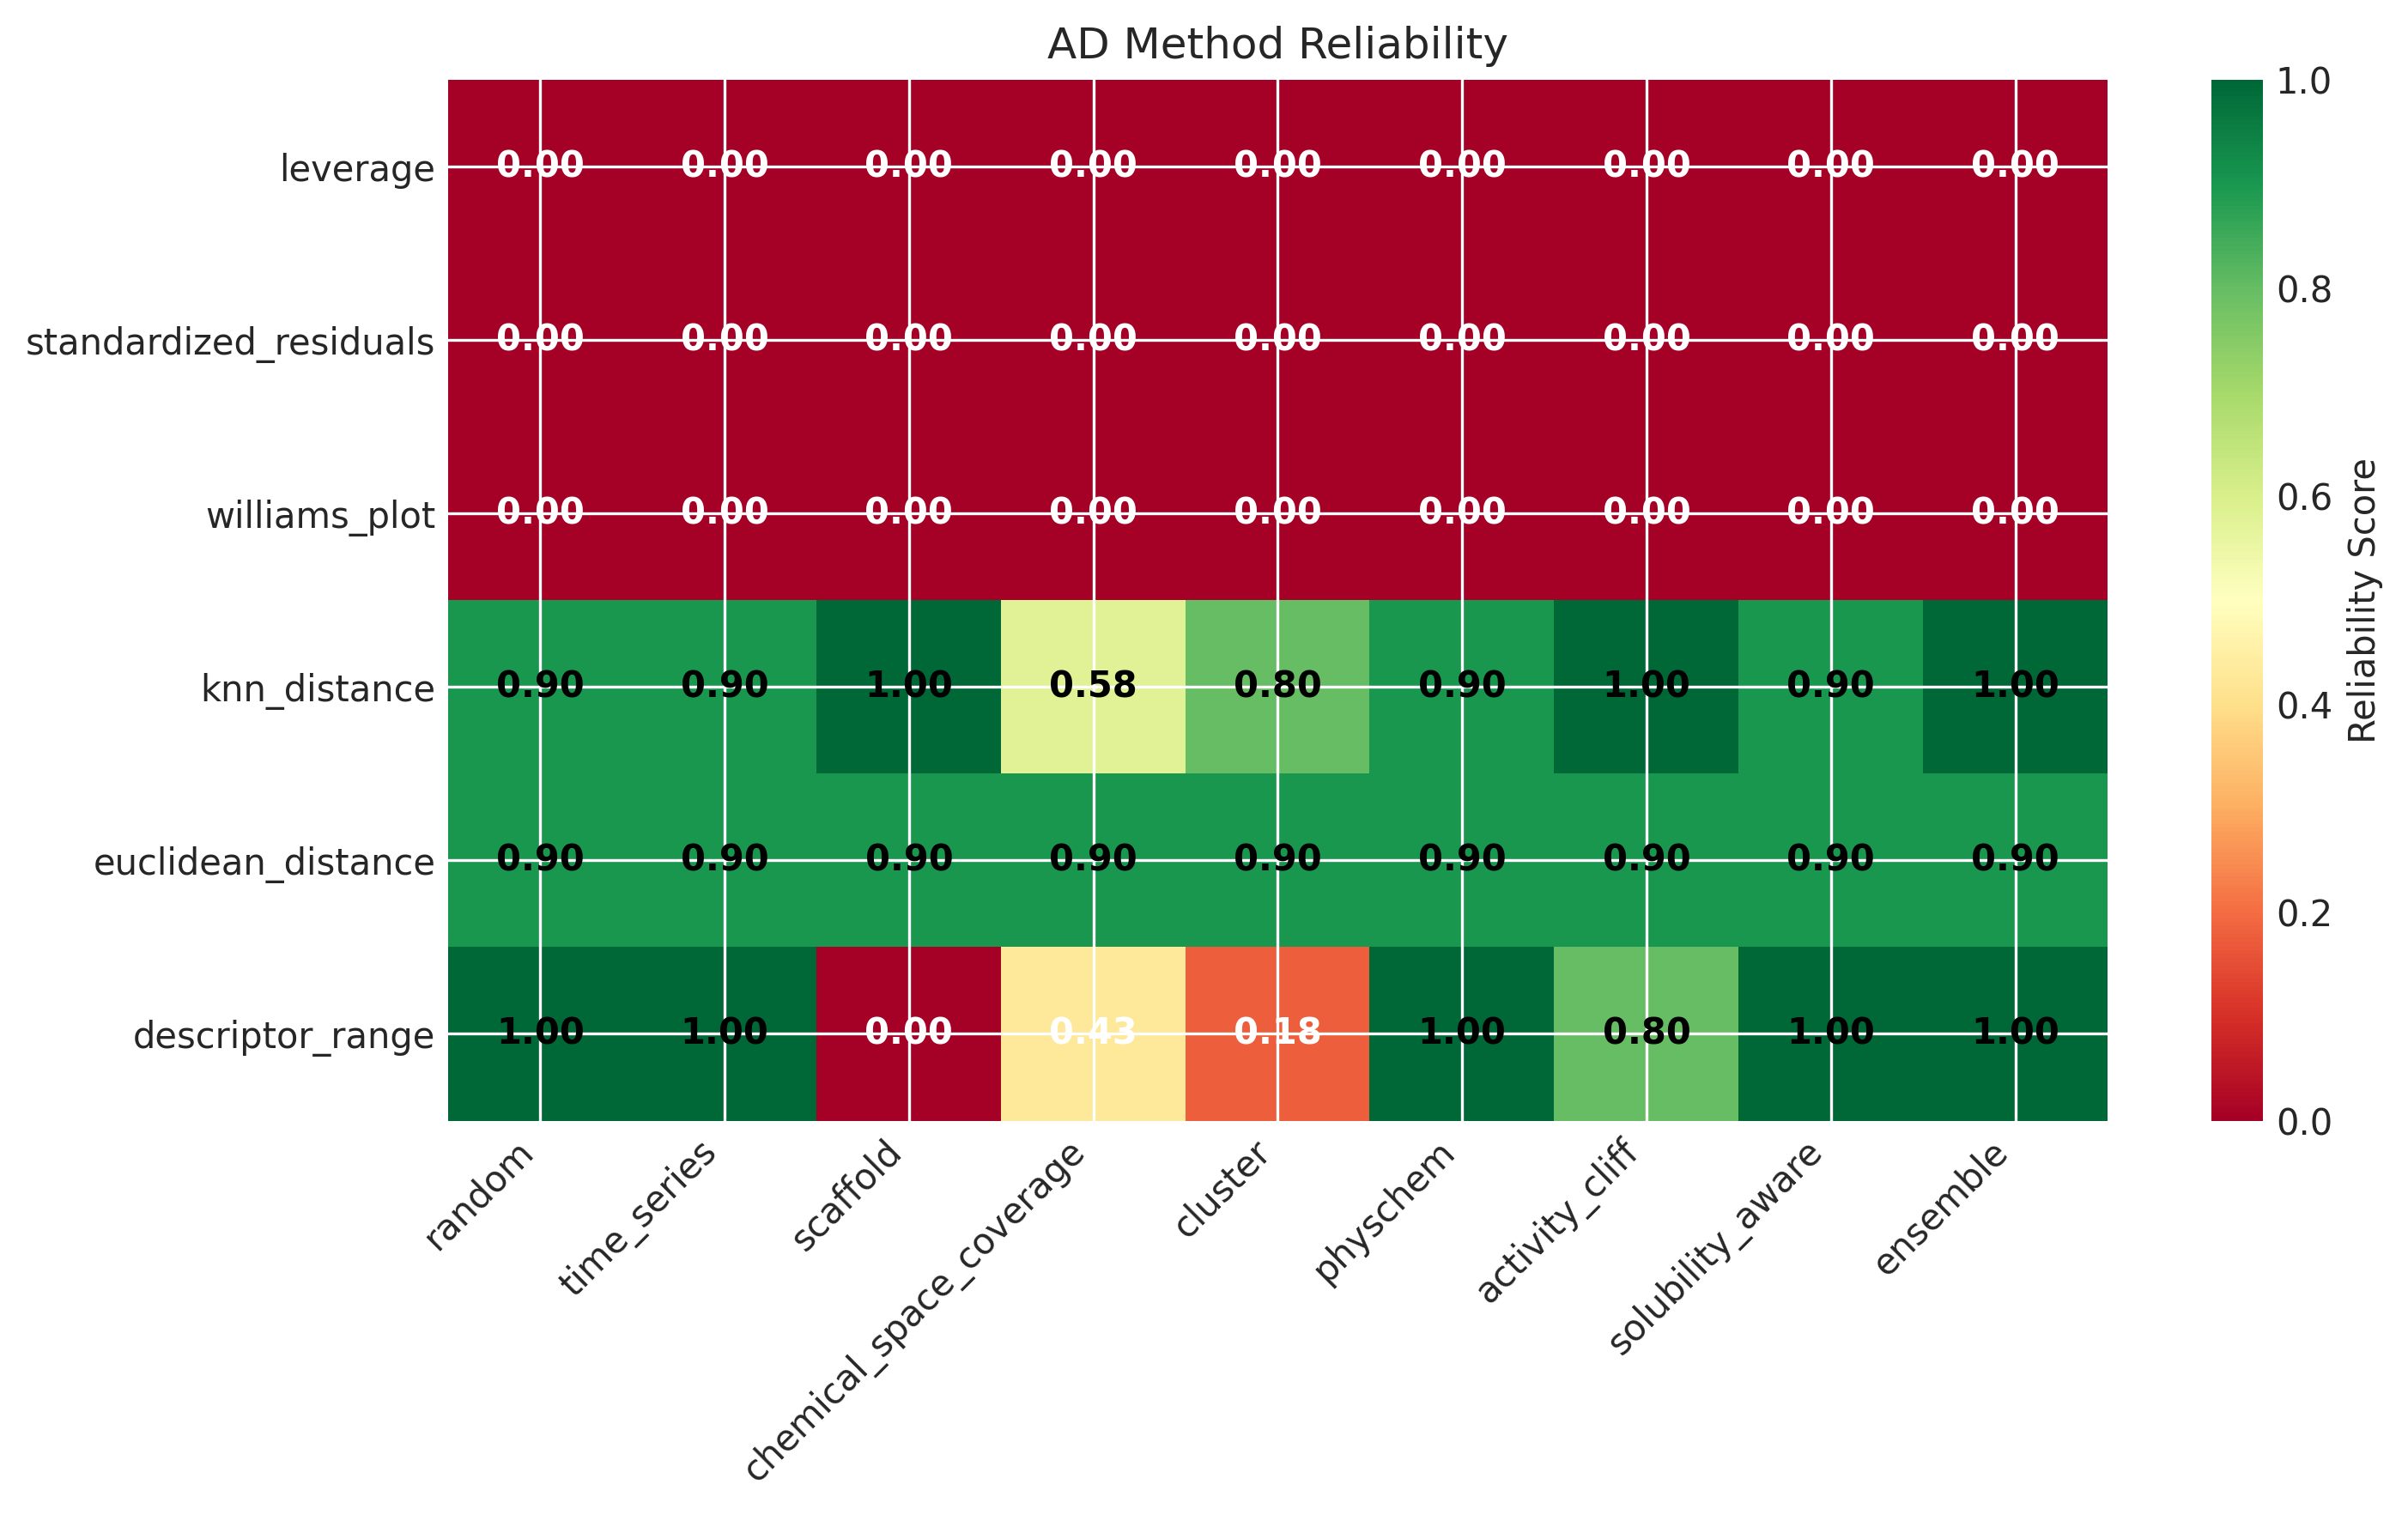 AD Method Reliability
leverage 0.00 0.00 0.00 0.00 0.00 0.00 0.00 0.00 0.00
standardized_residuals 0.00 0.00 0.00 0.00 0.00 0.00 0.00 0.00 0.00
williams_plot 0.00 0.00 0.00 0.00 0.00 0.00 0.00 0.00 0.00
knn_distance 0.90 0.90 1.00 0.58 0.80 0.90 1.00 0.90 1.00
euclidean_distance 0.90 0.90 0.90 0.90 0.90 0.90 0.90 0.90 0.90
descriptor_range 1.00 1.00 0.00 0.43 0.18 1.00 0.80 1.00 1.00
random
time_series
scaffold
chemical_space_coverage
cluster
physchem
activity_cliff
solubility_aware
ensemble
1.0
0.8
0.6
0.4
0.2
0.0
Reliability Score